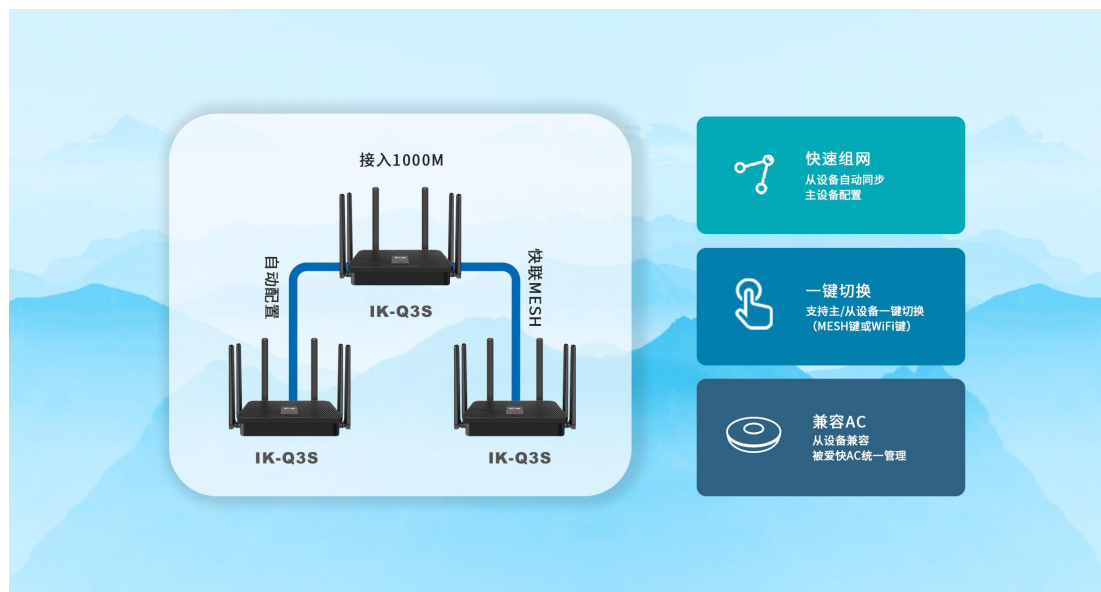 接入1000M
自动配置
快联MESH
IK-Q3S
IK-Q3S
IK-Q3S
快速组网
从设备自动同步
主设备配置
一键切换
支持主/从设备一键切换
（MESH键或WiFi键）
兼容AC
从设备兼容
被爱快AC统一管理